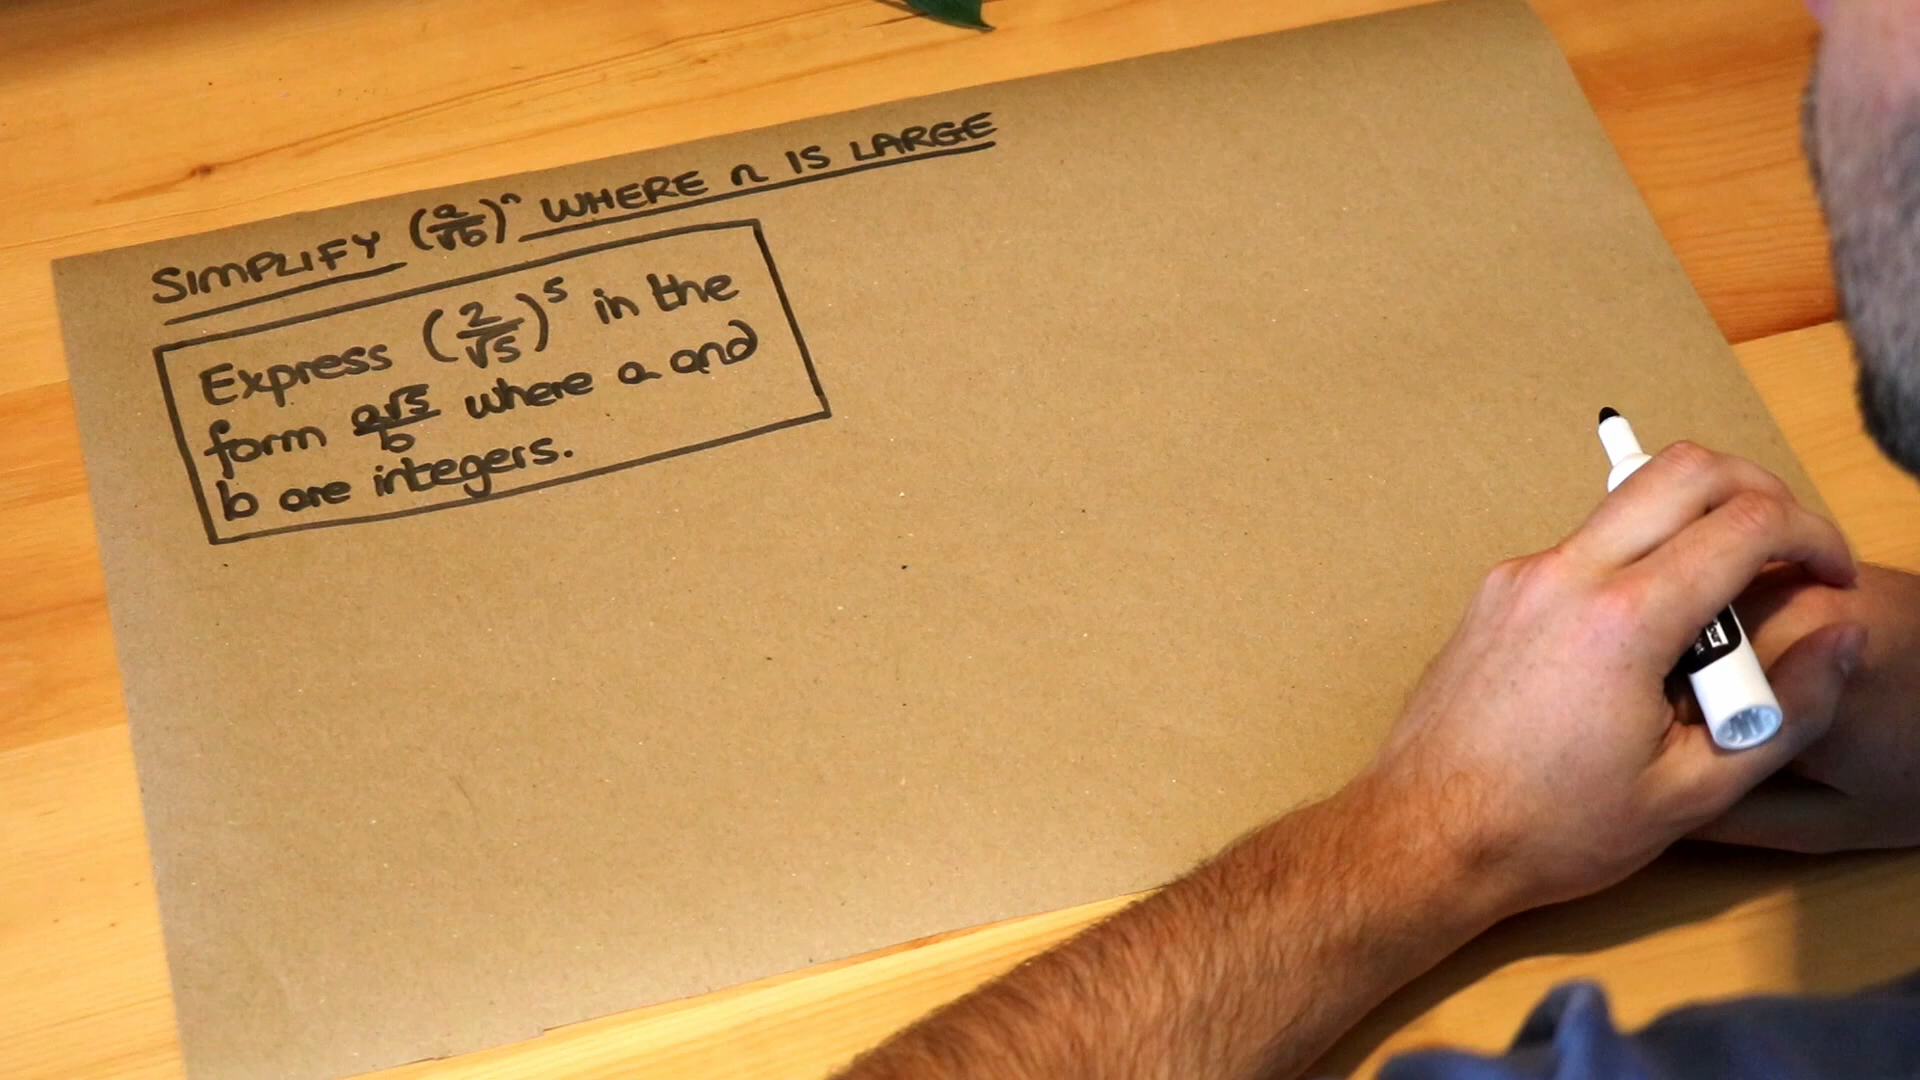 SIMPLIFY (a/√b)ⁿ WHERE n IS LARGE
Express (2/√5)⁵ in the
form a√5/b where a and
b are integers.